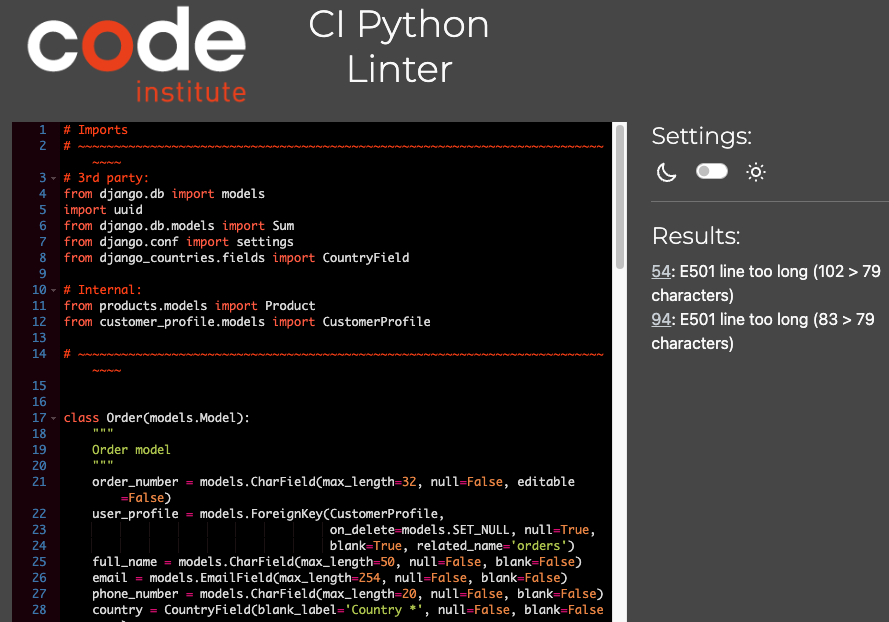 code
institute
CI Python
Linter
1 # Imports
2 # ~~~~~~~~~~~~~~~~~~~~~~~~~~~~~~~~~~~~~~~~~~~~~~~~~~~~~~~~~~~~~~~~~~~~~~~~~
~~~~
3 # 3rd party:
4 from django.db import models
5 import uuid
6 from django.db.models import Sum
7 from django.conf import settings
8 from django_countries.fields import CountryField
9
10 # Internal:
11 from products.models import Product
12 from customer_profile.models import CustomerProfile
13
14 # ~~~~~~~~~~~~~~~~~~~~~~~~~~~~~~~~~~~~~~~~~~~~~~~~~~~~~~~~~~~~~~~~~~~~~~~~~
~~~~
15
16
17 class Order(models.Model):
18 """
19 Order model
20 """
21 order_number = models.CharField(max_length=32, null=False, editable
=False)
22 user_profile = models.ForeignKey(CustomerProfile,
23 on_delete=models.SET_NULL, null=True,
24 blank=True, related_name='orders')
25 full_name = models.CharField(max_length=50, null=False, blank=False)
26 email = models.EmailField(max_length=254, null=False, blank=False)
27 phone_number = models.CharField(max_length=20, null=False, blank=False)
28 country = CountryField(blank_label='Country *', null=False, blank=False
Settings:
Results:
54: E501 line too long (102 > 79
characters)
94: E501 line too long (83 > 79
characters)